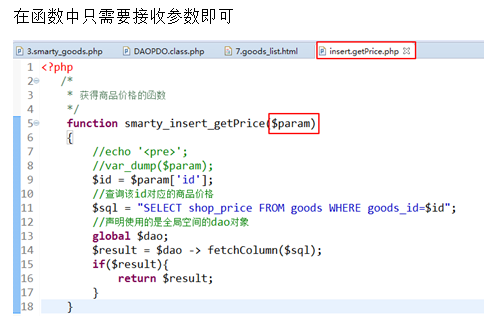 在函数中只需要接收参数即可
3.smarty_goods.php DAOPDO.class.php 7.goods_list.html insert.getPrice.php
1 <?php
2 /*
3 * 获得商品价格的函数
4 */
5 function smarty_insert_getPrice($param)
6 {
7 //echo '<pre>';
8 //var_dump($param);
9 $id = $param['id'];
10 //查询该id对应的商品价格
11 $sql = "SELECT shop_price FROM goods WHERE goods_id=$id";
12 //声明使用的是全局空间的dao对象
13 global $dao;
14 $result = $dao -> fetchColumn($sql);
15 if($result){
16 return $result;
17 }
18 }